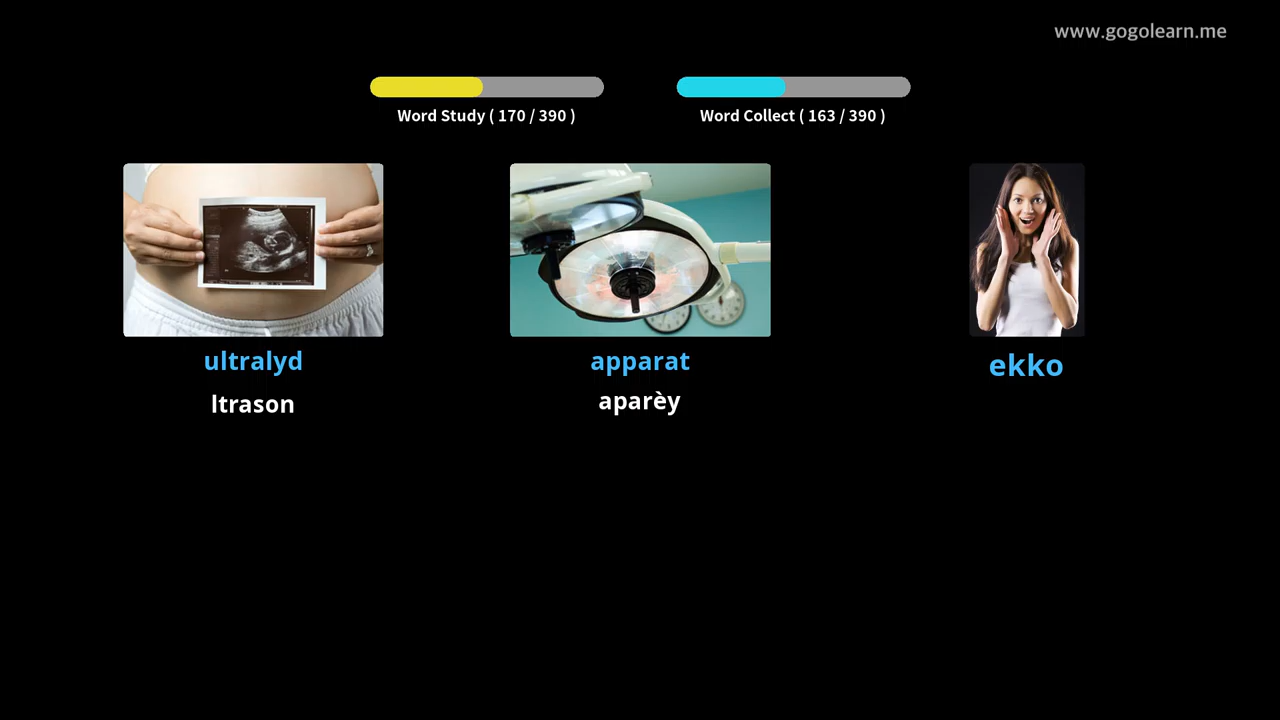 www.gogolearn.me
Word Study ( 170 / 390 )
Word Collect ( 163 / 390 )
ultralyd
ltrason
apparat
aparèy
ekko